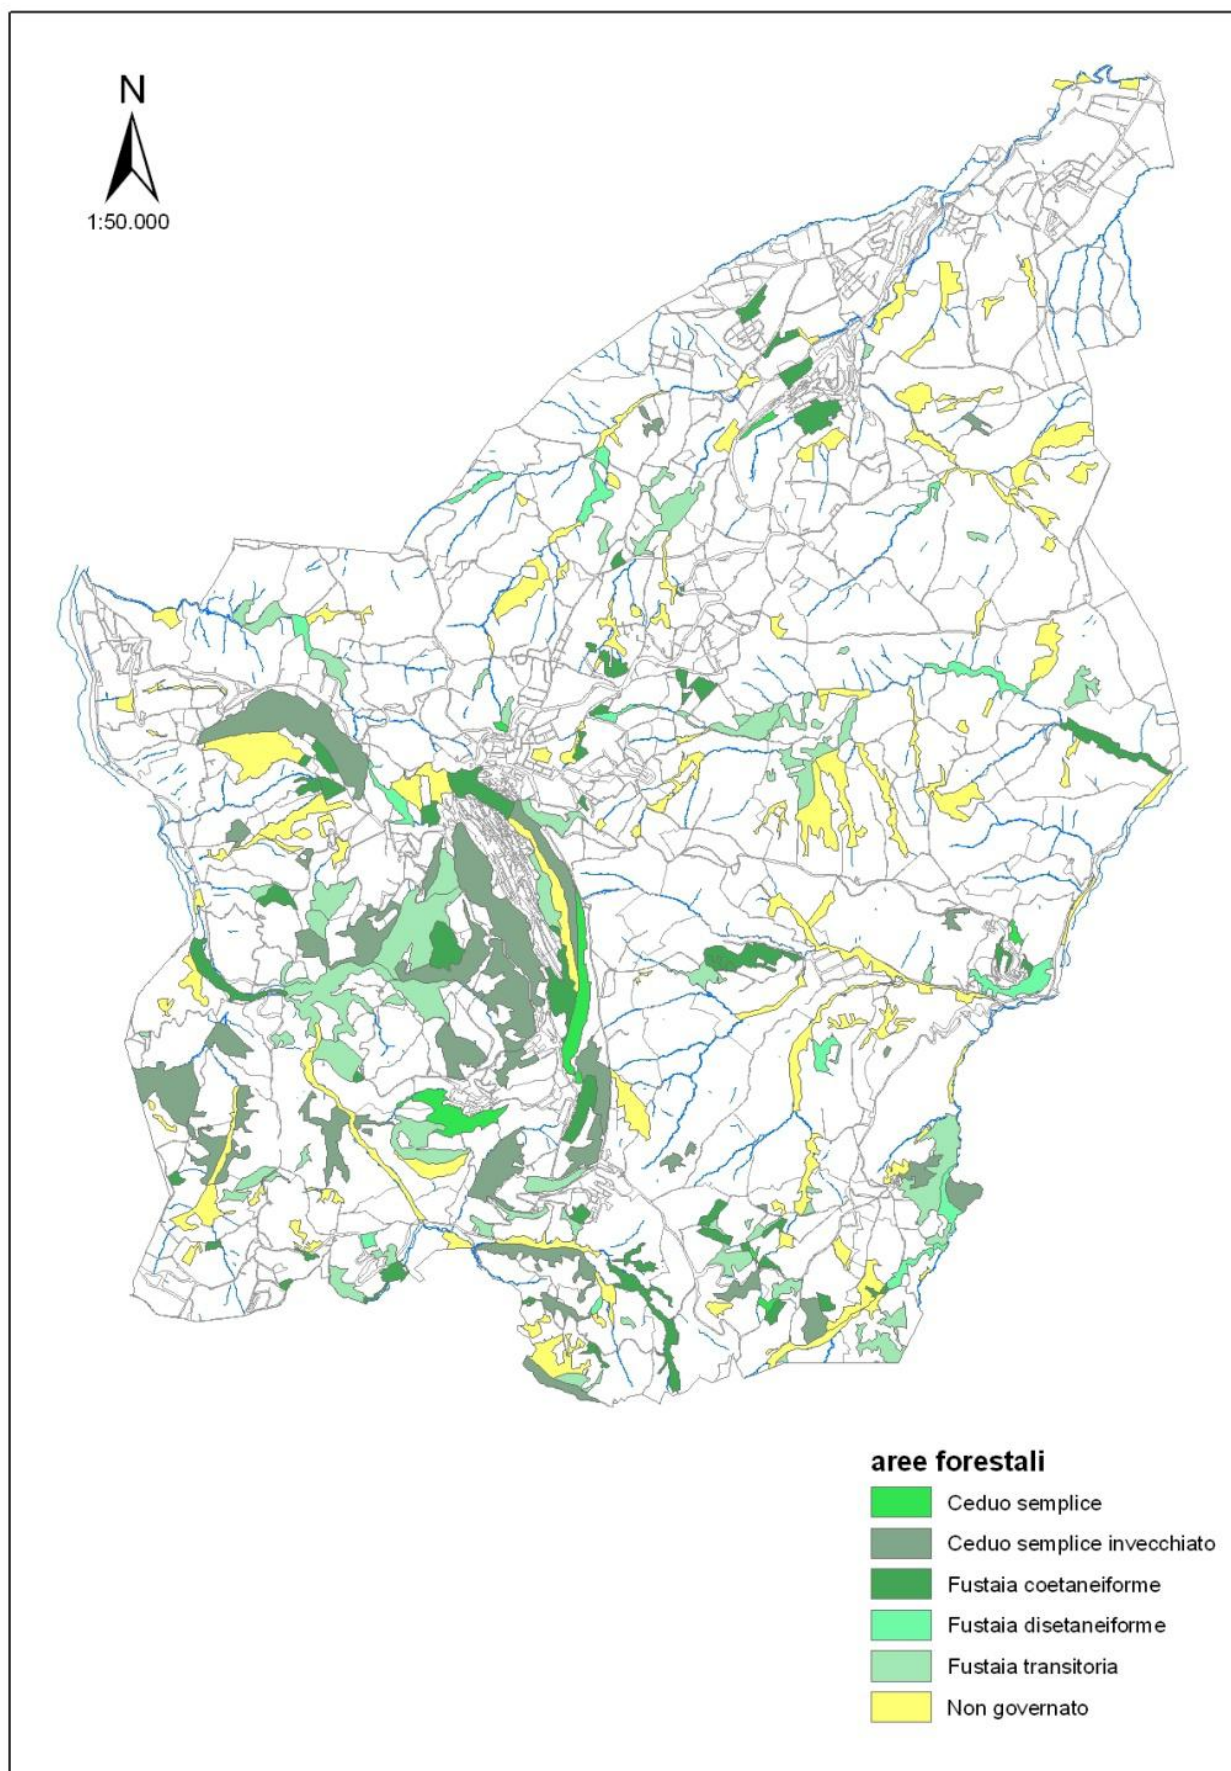 N
1:50.000
aree forestali
Ceduo semplice
Ceduo semplice invecchiato
Fustaia coetaneiforme
Fustaia disetaneiforme
Fustaia transitoria
Non governato